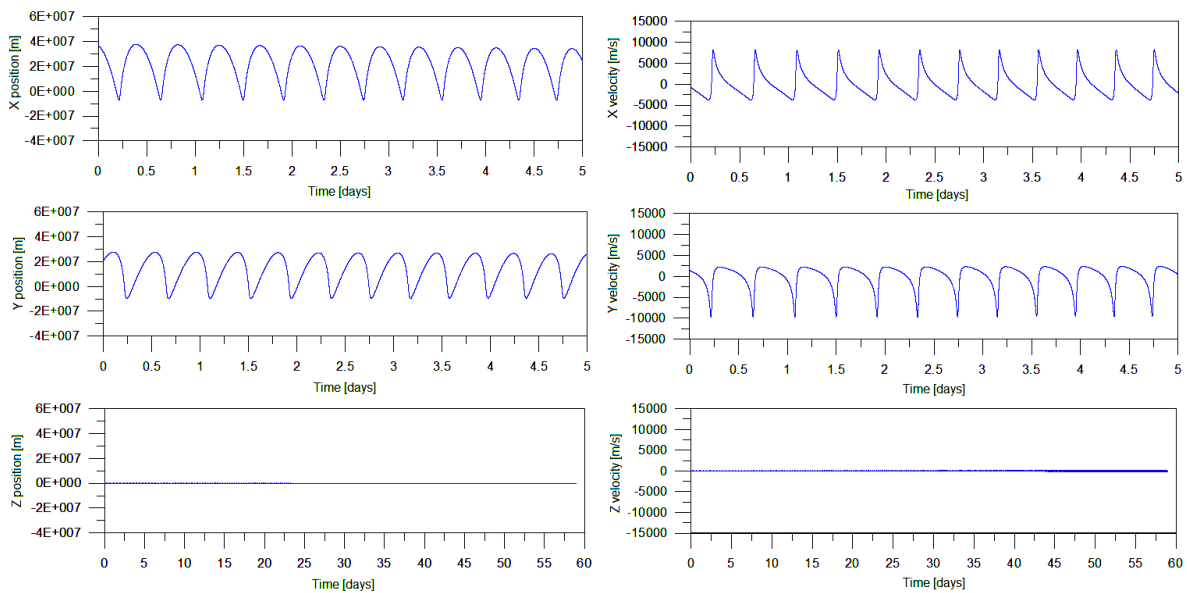 6E+007
4E+007
2E+007
0E+000
-2E+007
-4E+007
X position [m]
0 0.5 1 1.5 2 2.5 3 3.5 4 4.5 5
Time [days]
15000
10000
5000
0
-5000
-10000
-15000
X velocity [m/s]
0 0.5 1 1.5 2 2.5 3 3.5 4 4.5 5
Time [days]
6E+007
4E+007
2E+007
0E+000
-2E+007
-4E+007
Y position [m]
0 0.5 1 1.5 2 2.5 3 3.5 4 4.5 5
Time [days]
15000
10000
5000
0
-5000
-10000
-15000
Y velocity [m/s]
0 0.5 1 1.5 2 2.5 3 3.5 4 4.5 5
Time [days]
6E+007
4E+007
2E+007
0E+000
-2E+007
-4E+007
Z position [m]
0 5 10 15 20 25 30 35 40 45 50 55 60
Time [days]
15000
10000
5000
0
-5000
-10000
-15000
Z velocity [m/s]
0 5 10 15 20 25 30 35 40 45 50 55 60
Time [days]